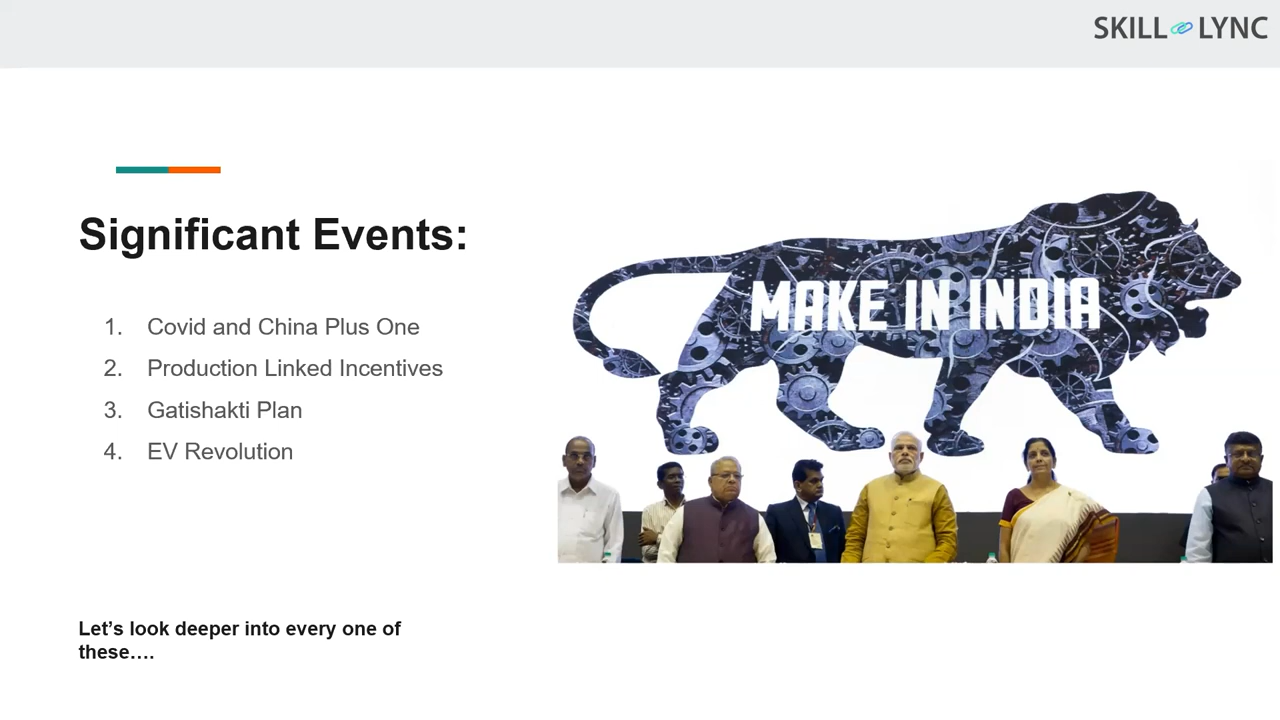 SKILL LYNC
Significant Events:
1. Covid and China Plus One
2. Production Linked Incentives
3. Gatishakti Plan
4. EV Revolution
MAKE IN INDIA
Let’s look deeper into every one of
these….